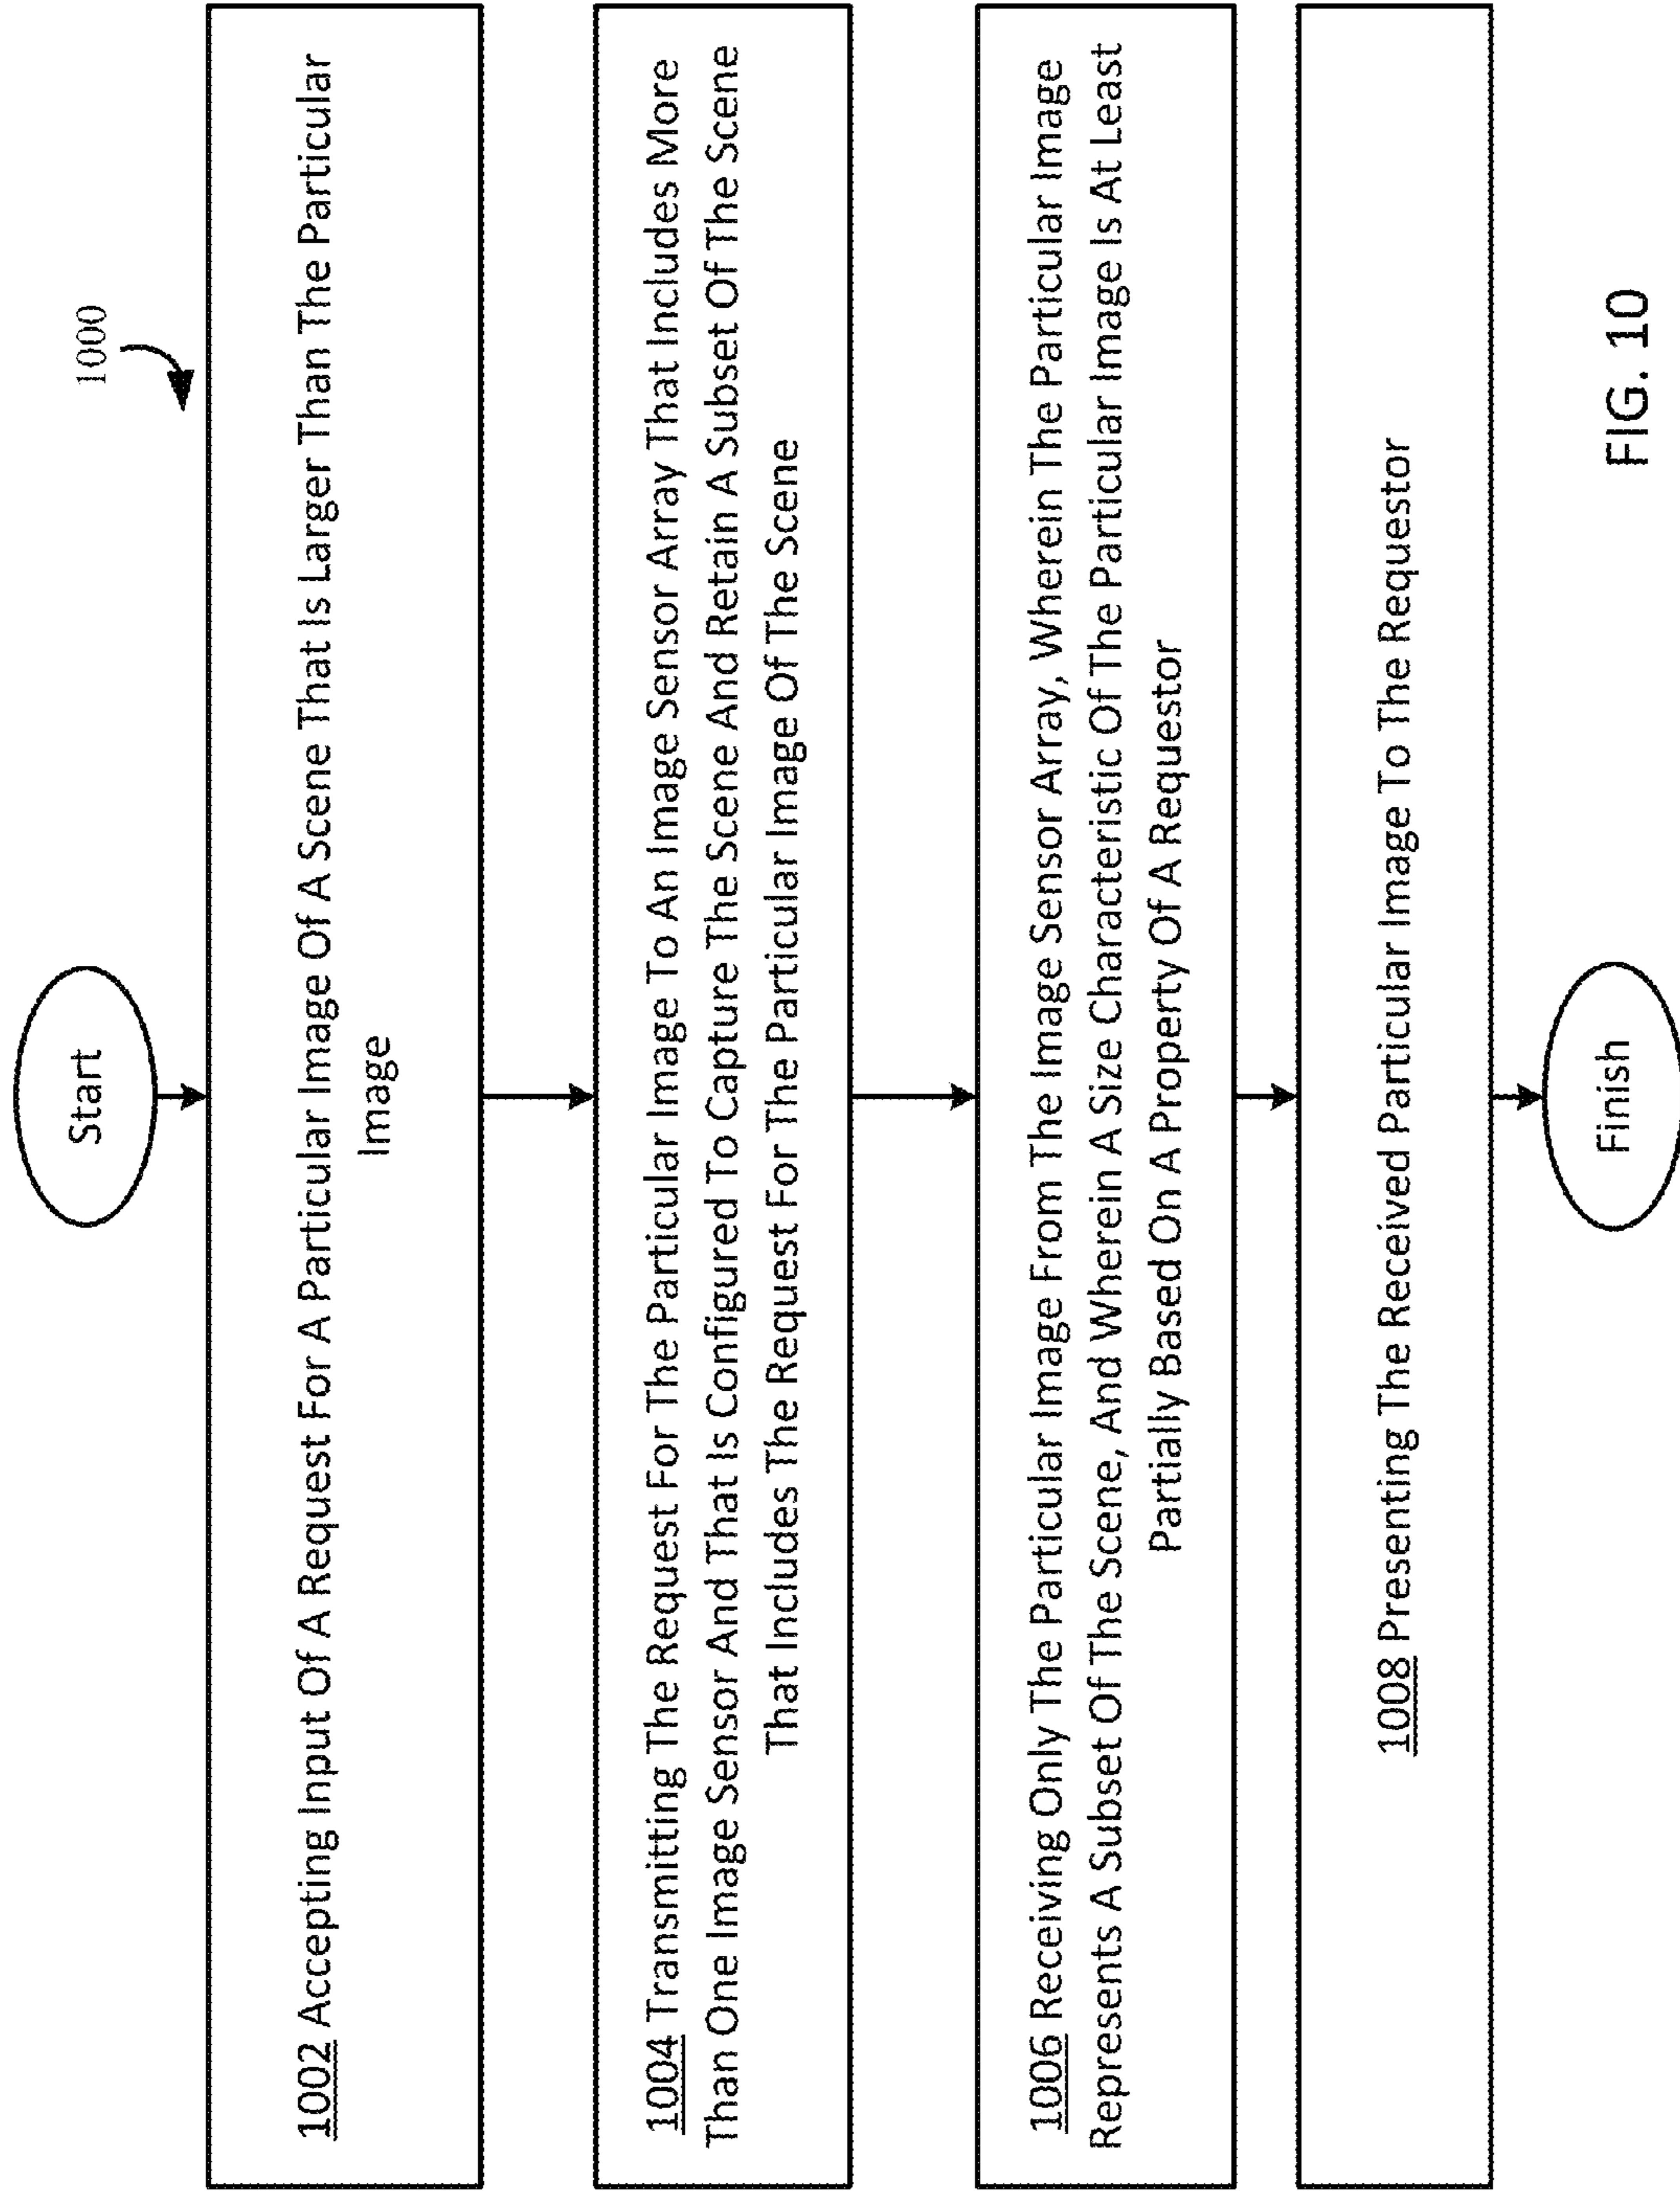 1000
Start
1002 Accepting Input Of A Request For A Particular Image Of A Scene That Is Larger Than The Particular
Image
1004 Transmitting The Request For The Particular Image To An Image Sensor Array That Includes More
Than One Image Sensor And That Is Configured To Capture The Scene And Retain A Subset Of The Scene
That Includes The Request For The Particular Image Of The Scene
1006 Receiving Only The Particular Image From The Image Sensor Array, Wherein The Particular Image
Represents A Subset Of The Scene, And Wherein A Size Characteristic Of The Particular Image Is At Least
Partially Based On A Property Of A Requestor
1008 Presenting The Received Particular Image To The Requestor
Finish
FIG. 10